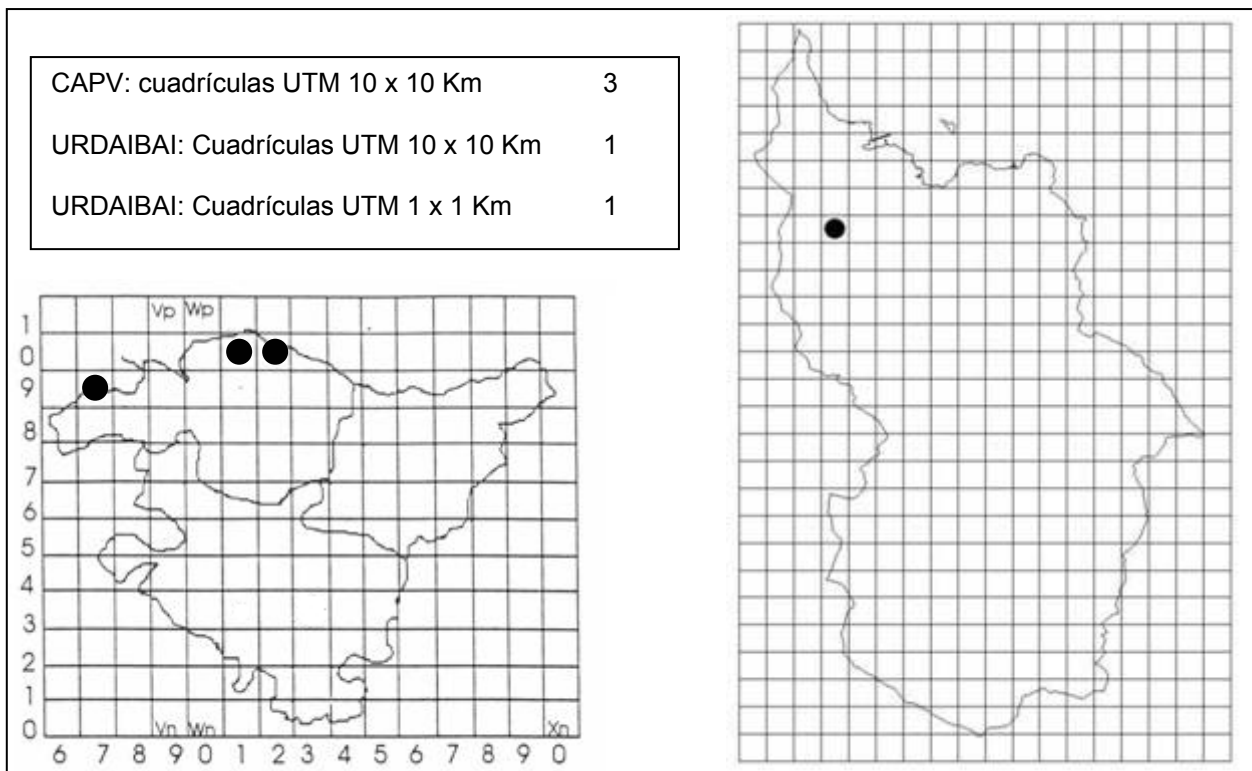 CAPV: cuadrículas UTM 10 x 10 Km 3
URDAIBAI: Cuadrículas UTM 10 x 10 Km 1
URDAIBAI: Cuadrículas UTM 1 x 1 Km 1
Vp Wp
1
0
9
8
7
6
5
4
3
2
1
0
Vn Wn Xn
6 7 8 9 0 1 2 3 4 5 6 7 8 9 0